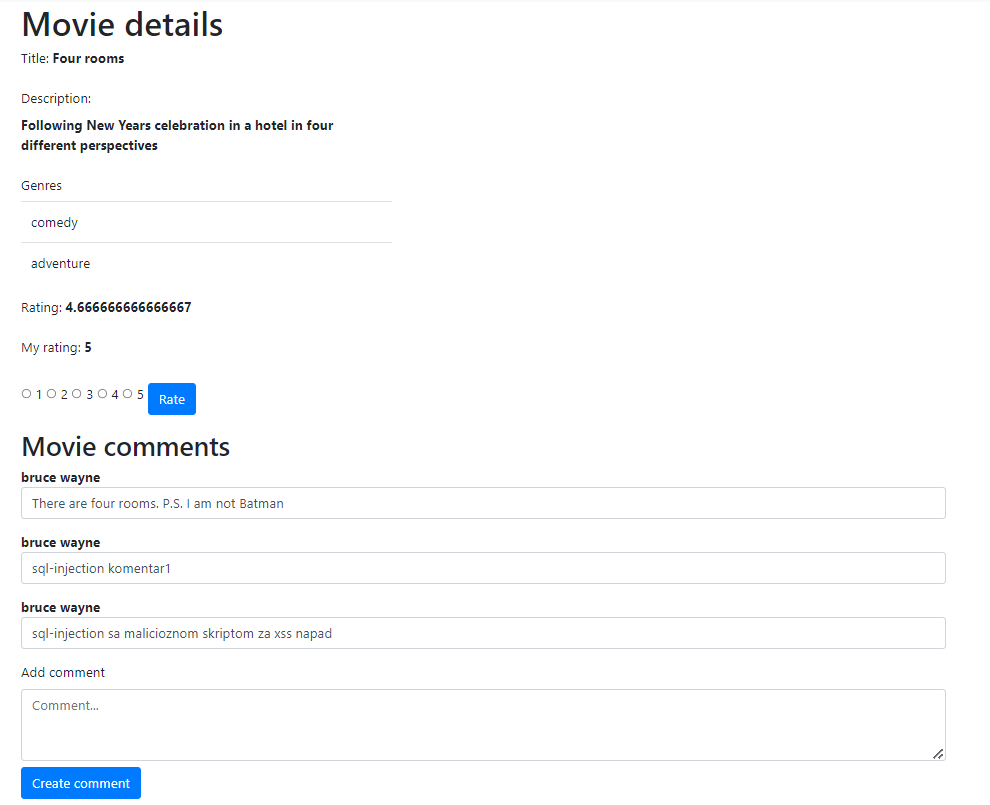 Movie details
Title: Four rooms
Description:
Following New Years celebration in a hotel in four
different perspectives
Genres
comedy
adventure
Rating: 4.666666666666667
My rating: 5
1 2 3 4 5 Rate
Movie comments
bruce wayne
There are four rooms. P.S. I am not Batman
bruce wayne
sql-injection komentar1
bruce wayne
sql-injection sa malicioznom skriptom za xss napad
Add comment
Comment...
Create comment